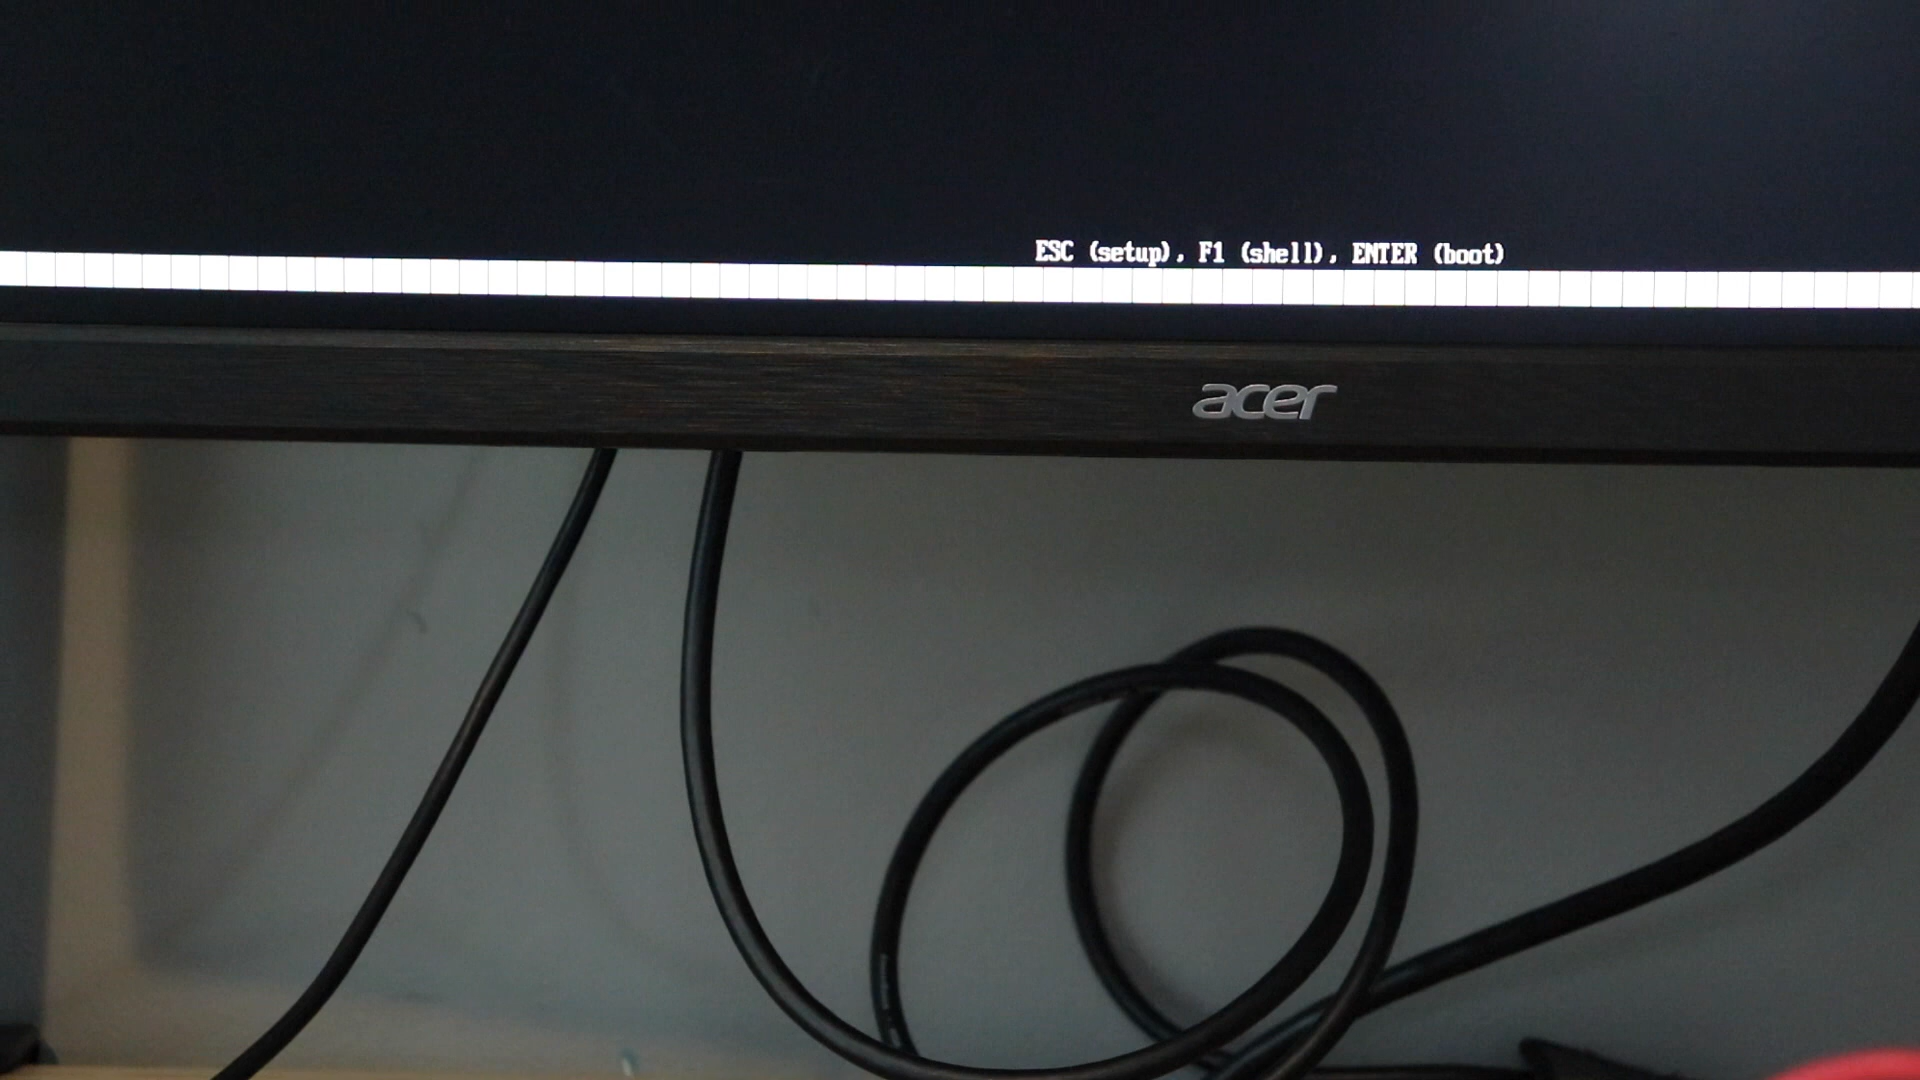 ESC (setup), F1 (shell), ENTER (boot)
acer